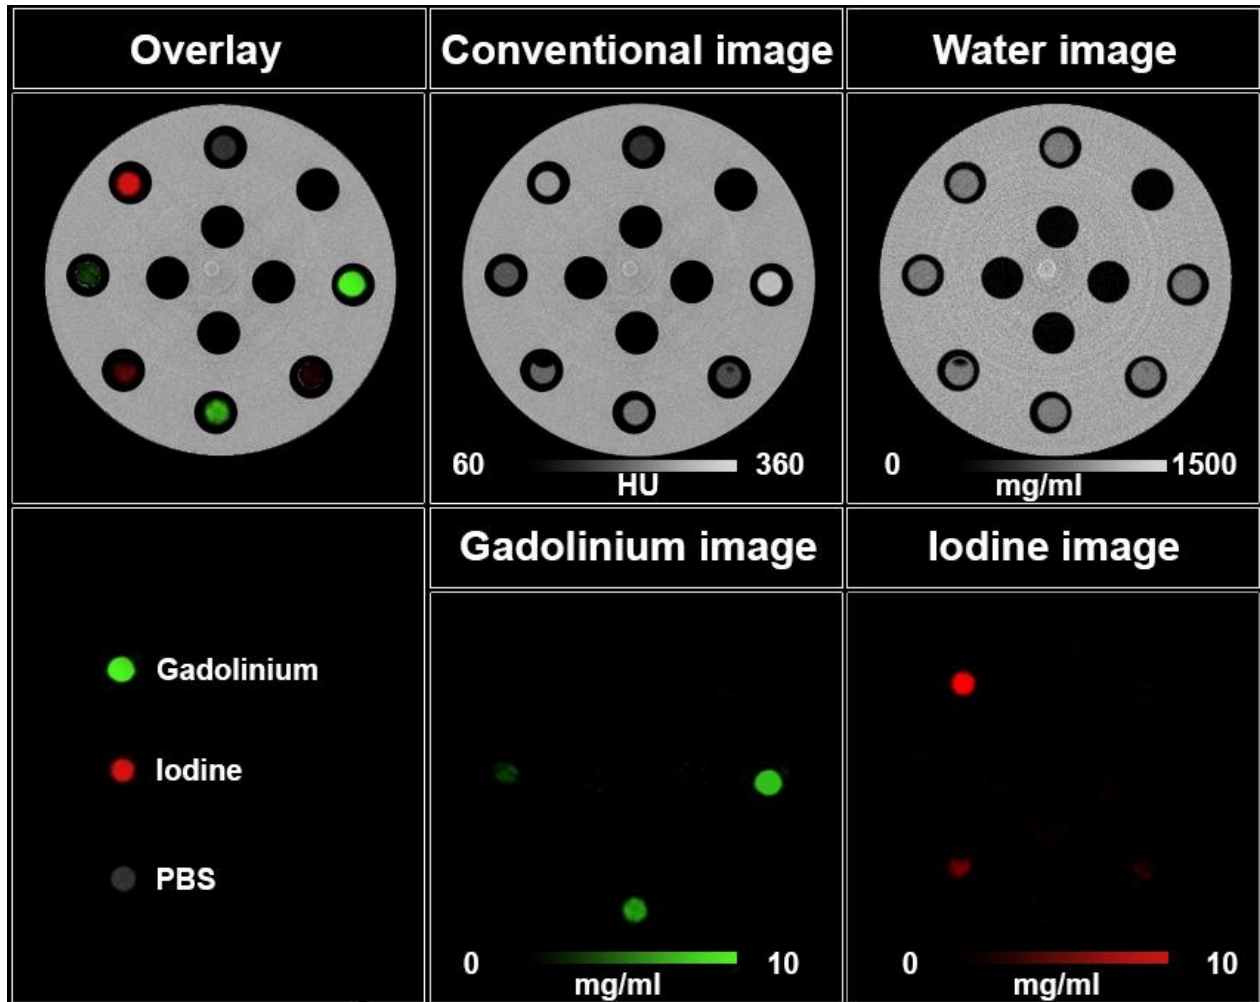 Overlay
Conventional image
Water image
60 360
HU
0 1500
mg/ml
Gadolinium image
Iodine image
Gadolinium
Iodine
PBS
0 10
mg/ml
0 10
mg/ml